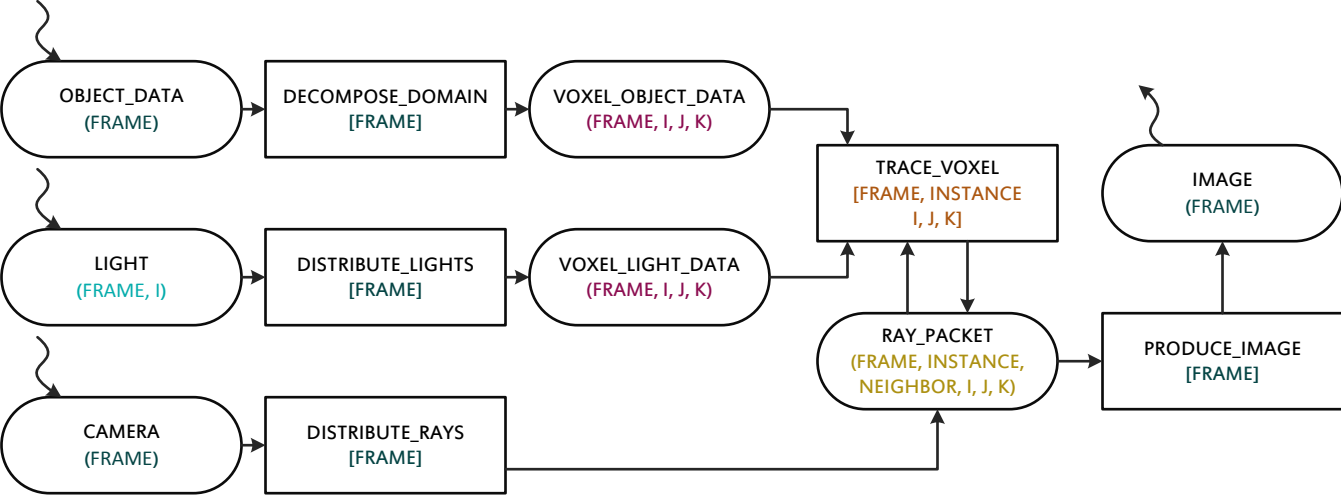 OBJECT_DATA
(FRAME)
DECOMPOSE_DOMAIN
[FRAME]
VOXEL_OBJECT_DATA
(FRAME, I, J, K)
TRACE_VOXEL
[FRAME, INSTANCE
I, J, K]
IMAGE
(FRAME)
LIGHT
(FRAME, I)
DISTRIBUTE_LIGHTS
[FRAME]
VOXEL_LIGHT_DATA
(FRAME, I, J, K)
RAY_PACKET
(FRAME, INSTANCE,
NEIGHBOR, I, J, K)
PRODUCE_IMAGE
[FRAME]
CAMERA
(FRAME)
DISTRIBUTE_RAYS
[FRAME]